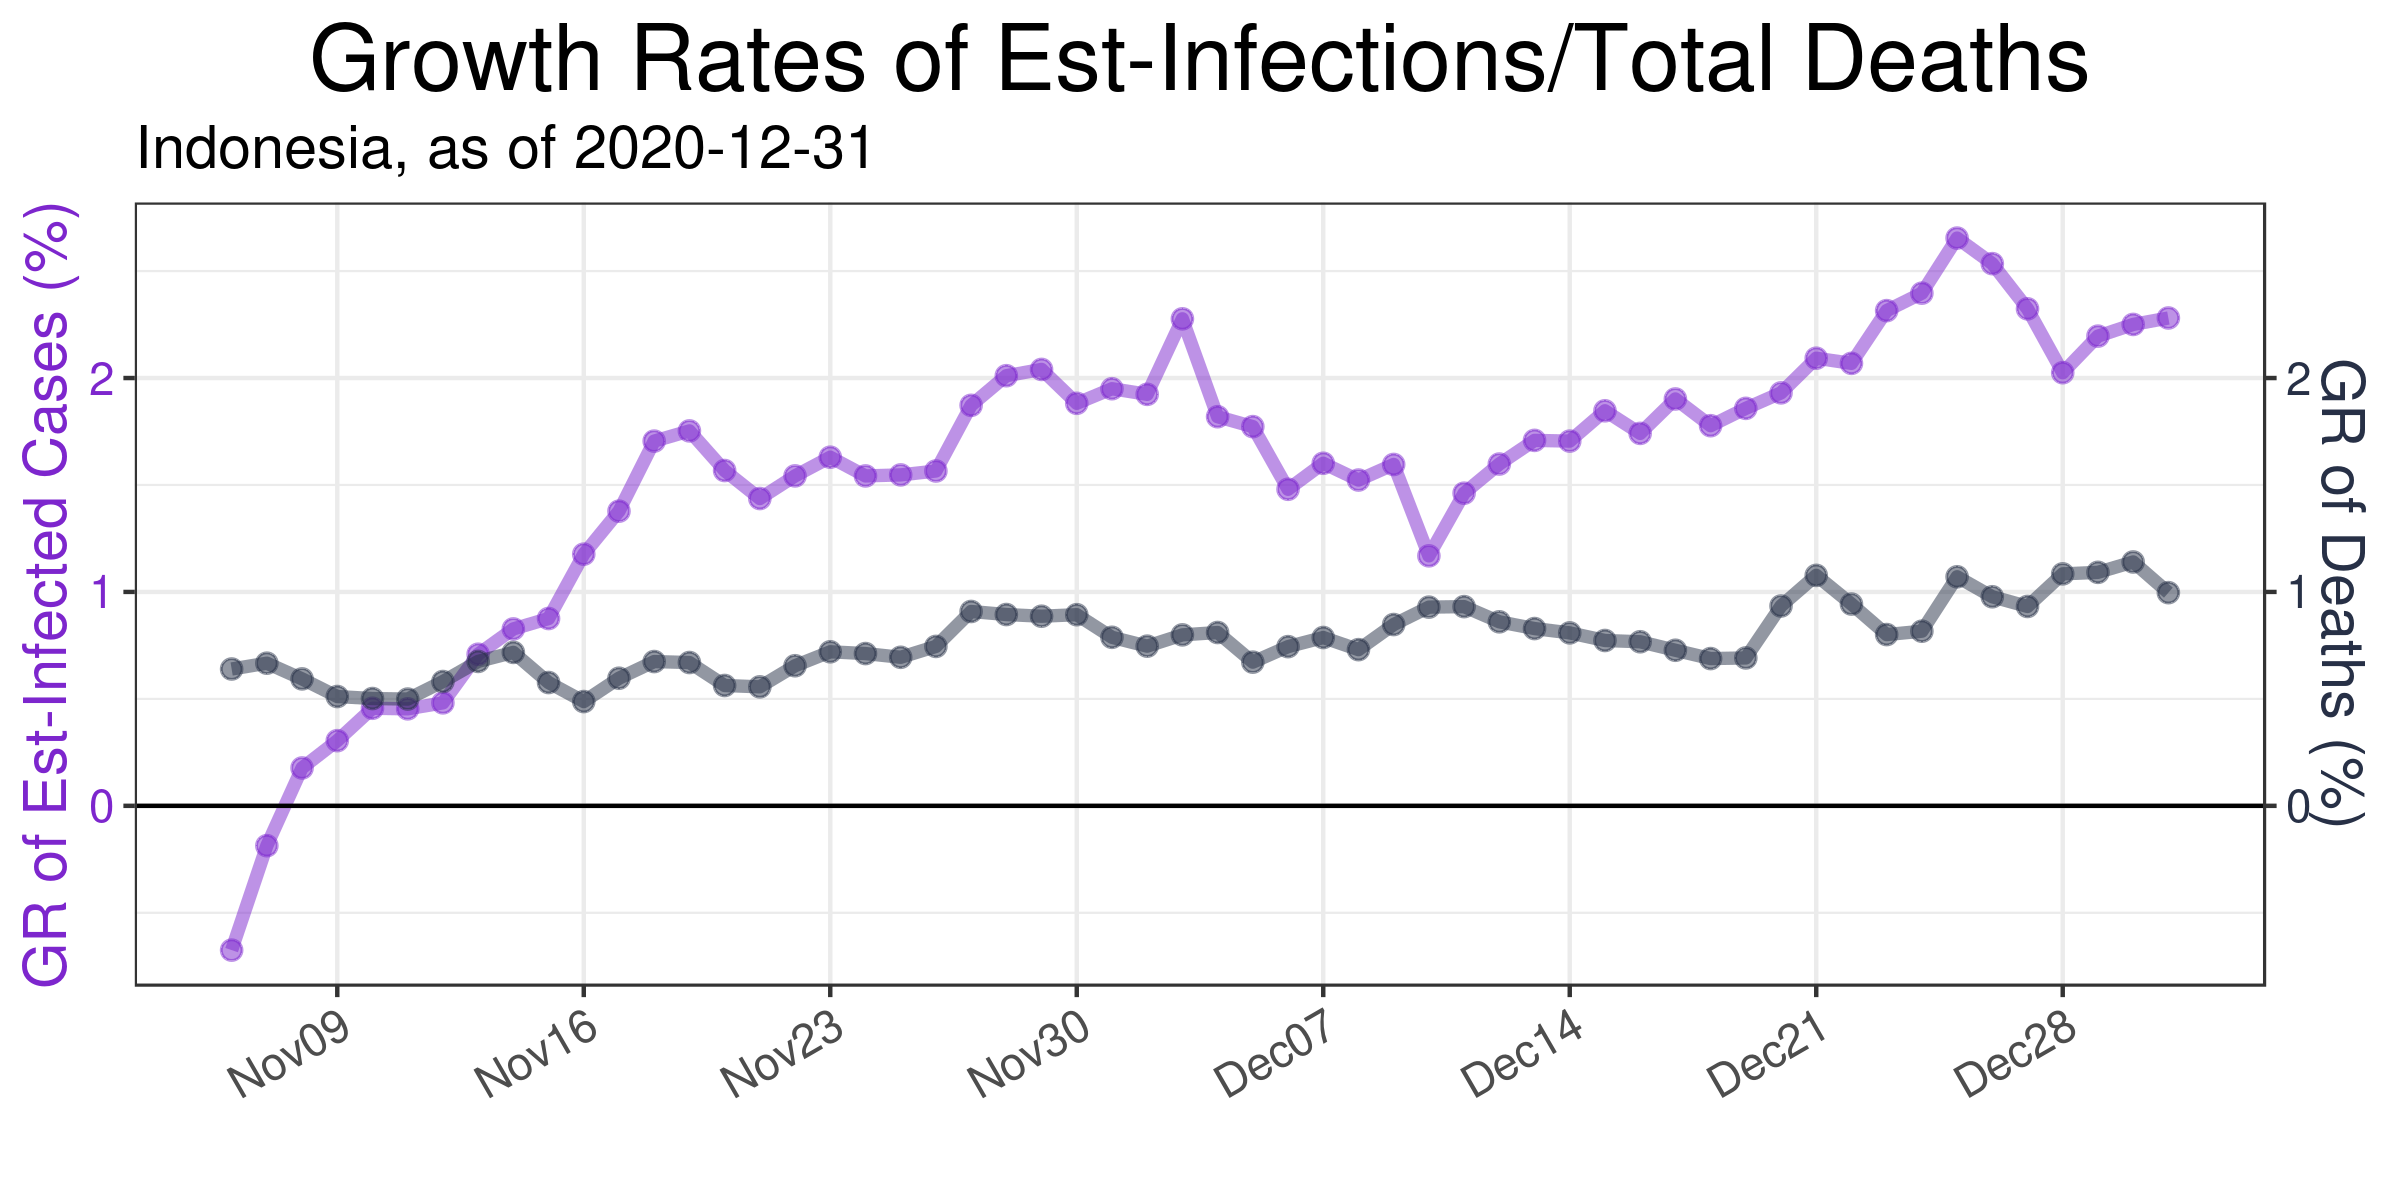 Growth Rates of Est-Infections/Total Deaths
Indonesia, as of 2020-12-31
GR of Est-Infected Cases (%)
2
1
0
2
1
0
GR of Deaths (%)
Nov09
Nov16
Nov23
Nov30
Dec07
Dec14
Dec21
Dec28